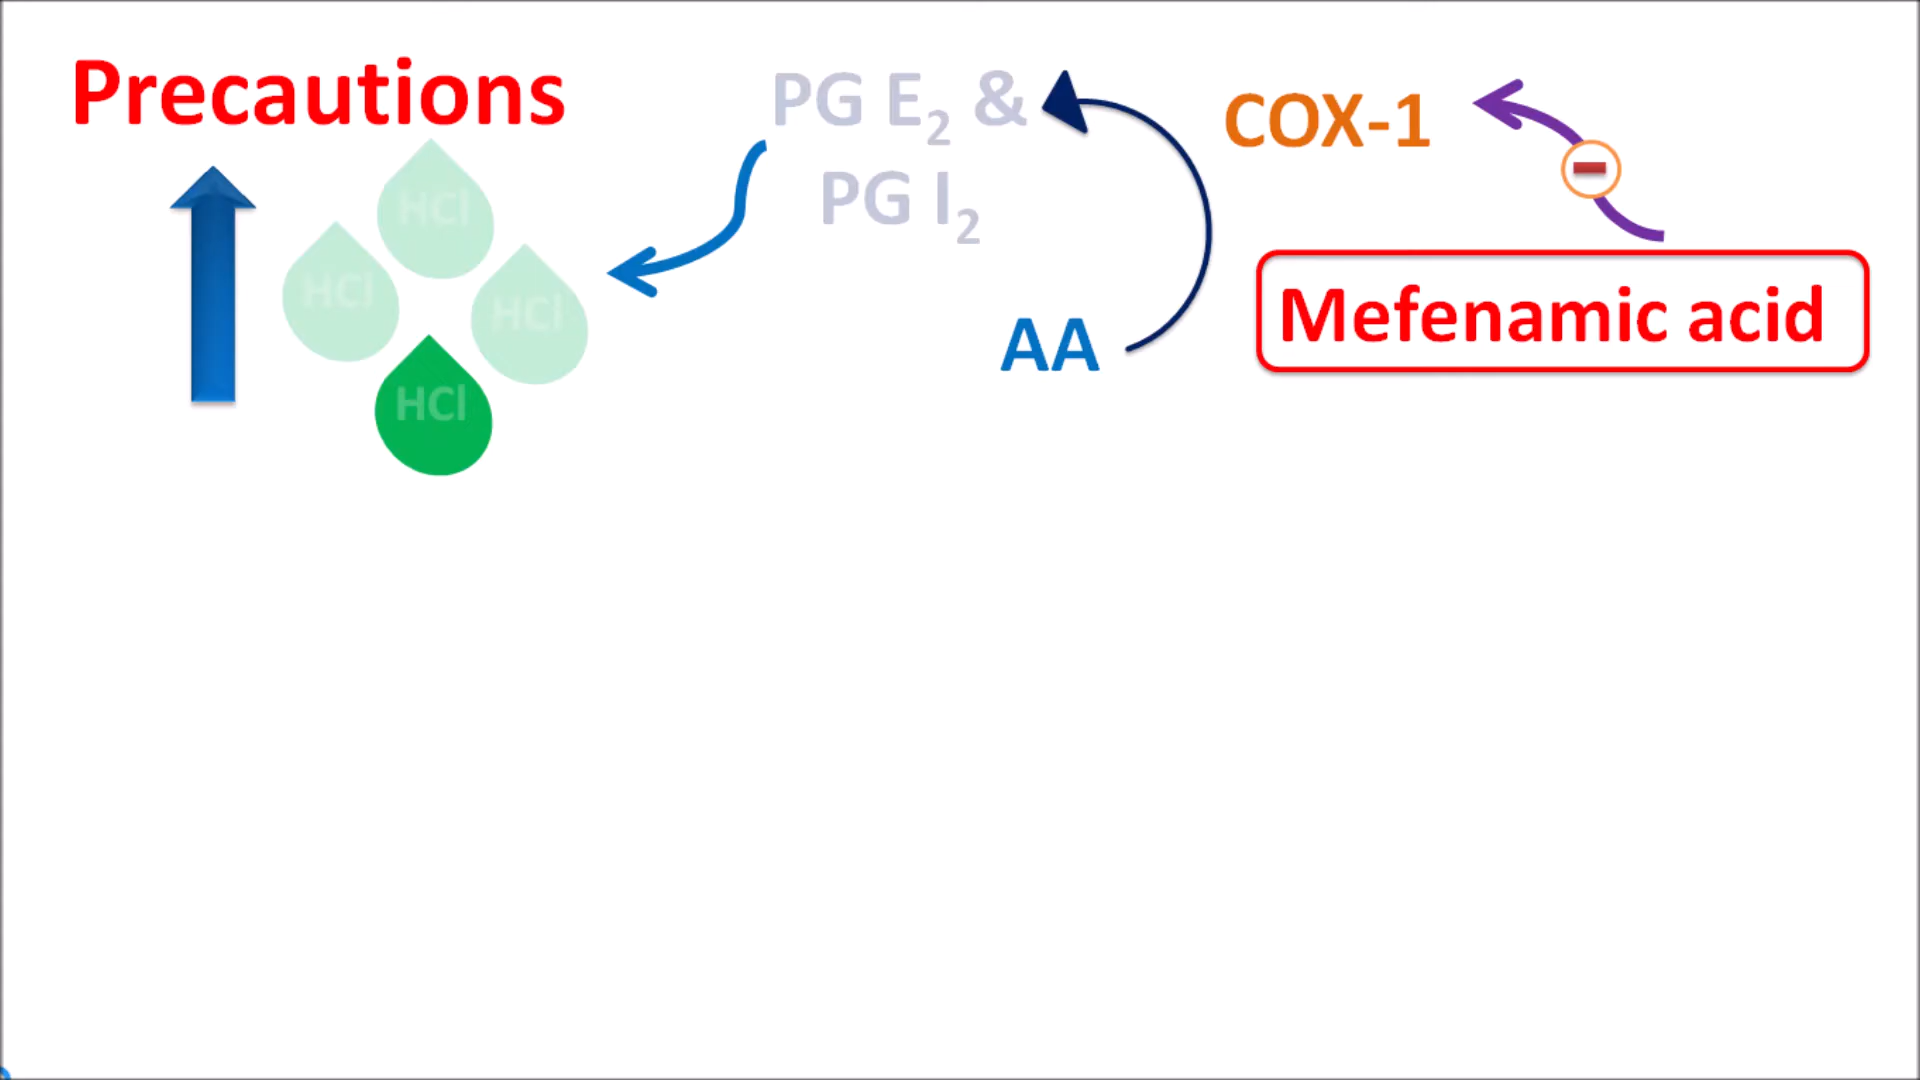 Precautions
PG E₂ &
PG I₂
COX-1
HCl
HCl
HCl
HCl
AA
Mefenamic acid